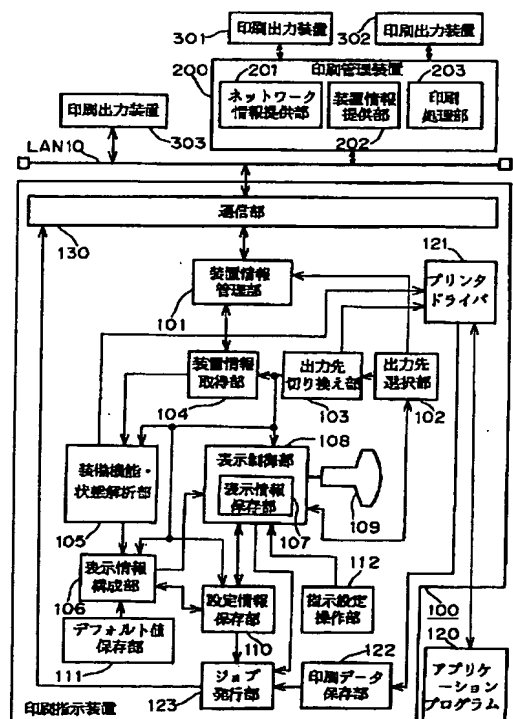 301
印刷出力装置
302
印刷出力装置
200
201
印刷管理装置
203
ネットワーク
情報提供部
装置情報
提供部
印刷
処理部
202
印刷出力装置
303
LAN10
通信部
130
121
プリンタ
ドライバ
装置情報
管理部
101
装置情報
取得部
104
出力先
切り換え部
103
出力先
選択部
102
108
表示制御部
表示情報
保存部
107
109
装備機能・
状態解析部
105
表示情報
構成部
106
設定情報
保存部
110
112
指示設定
操作部
デフォルト値
保存部
111
100
120
アプリケー
ション
プログラム
ジョブ
発行部
123
122
印刷データ
保存部
印刷指示装置